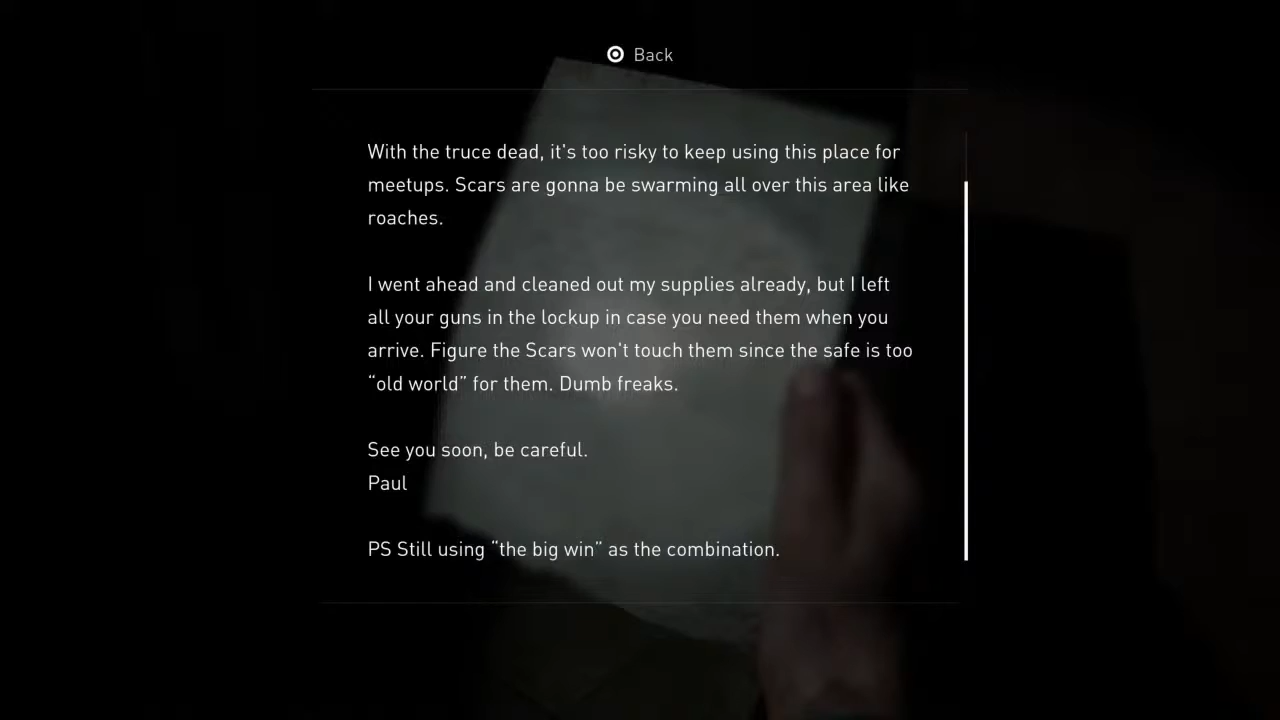 Back
With the truce dead, it's too risky to keep using this place for
meetups. Scars are gonna be swarming all over this area like
roaches.
I went ahead and cleaned out my supplies already, but I left
all your guns in the lockup in case you need them when you
arrive. Figure the Scars won't touch them since the safe is too
“old world” for them. Dumb freaks.
See you soon, be careful.
Paul
PS Still using “the big win” as the combination.